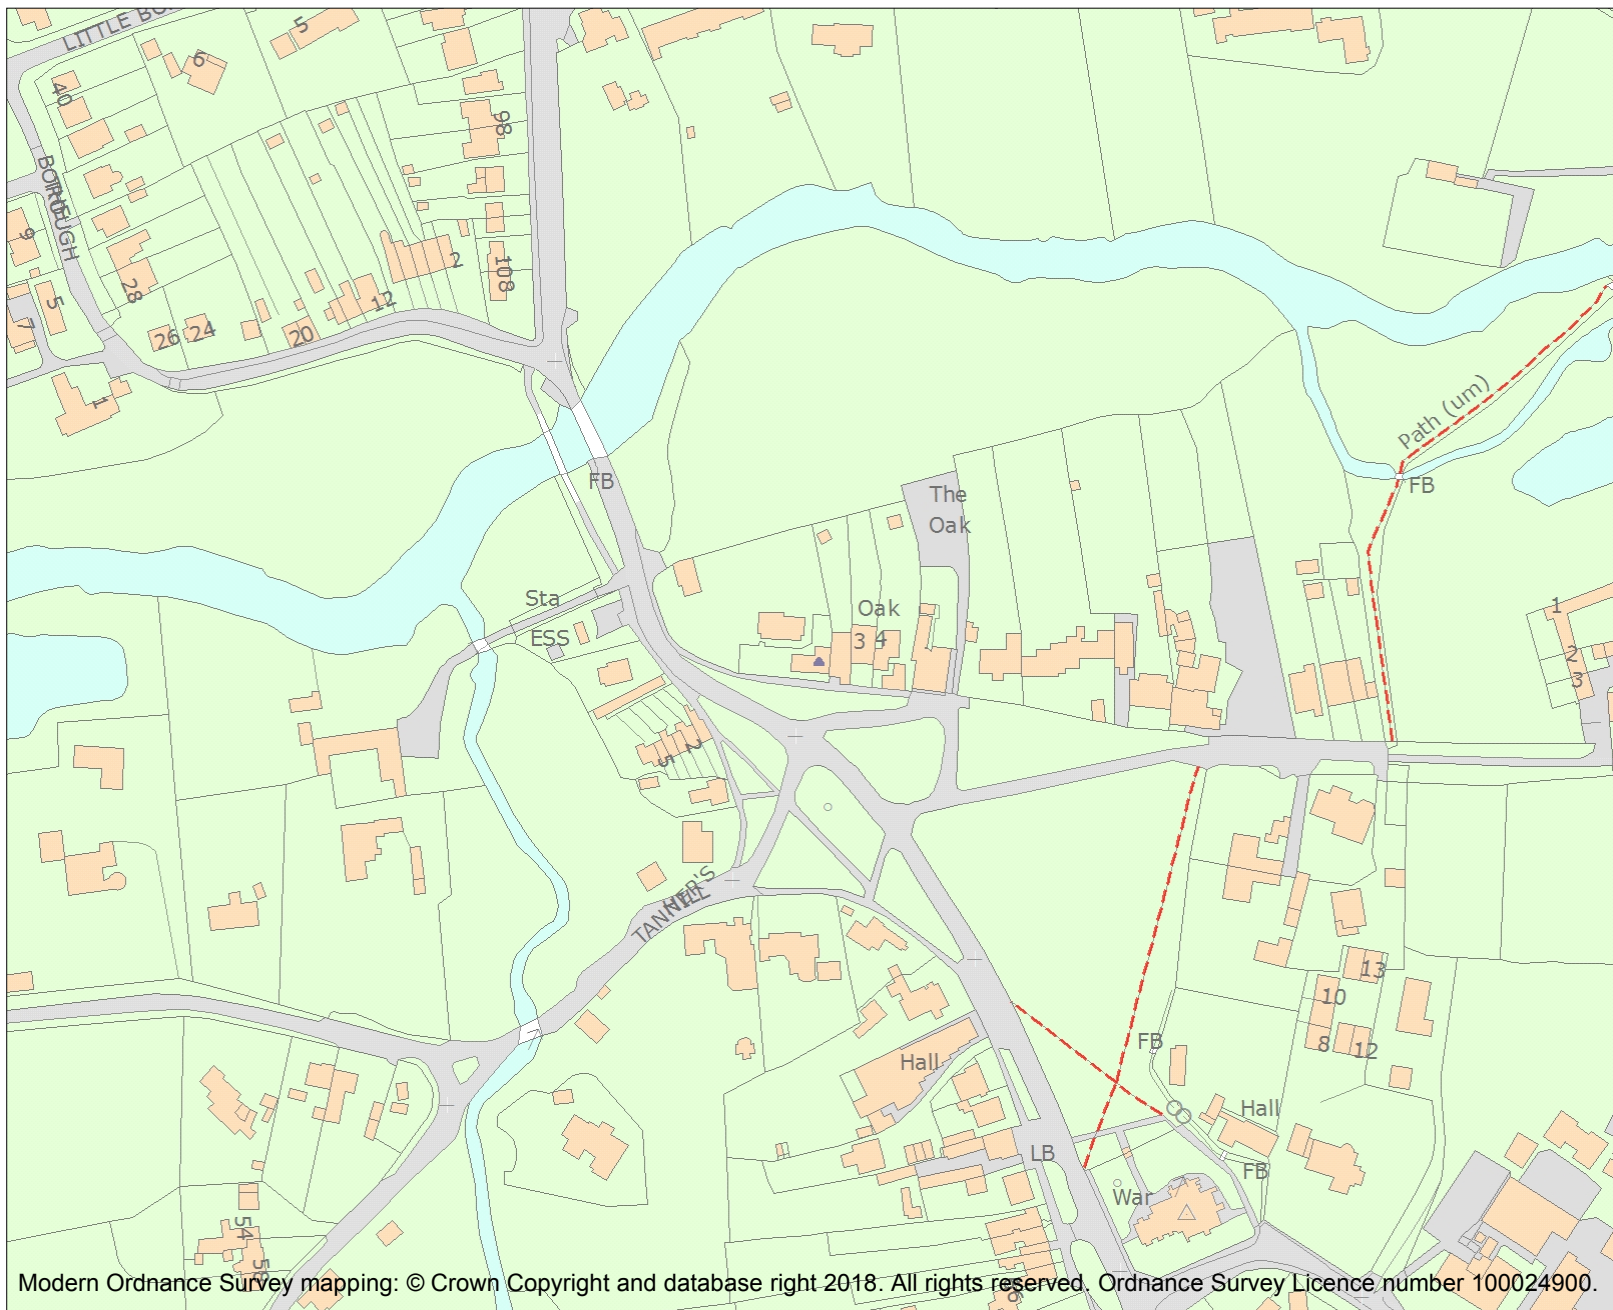 LITTLE BO
5
6
40
98
BOROUGH
THE
9
2
108
28
5
12
7
26
24
20
1
Path (um)
FB
FB
The
Oak
Sta
ESS
Oak
3
4
1
2
3
2
5
TANNER'S
HILL
13
10
8
12
FB
Hall
Hall
LB
FB
War
54
56
Modern Ordnance Survey mapping: © Crown Copyright and database right 2018. All rights reserved. Ordnance Survey Licence number 100024900.